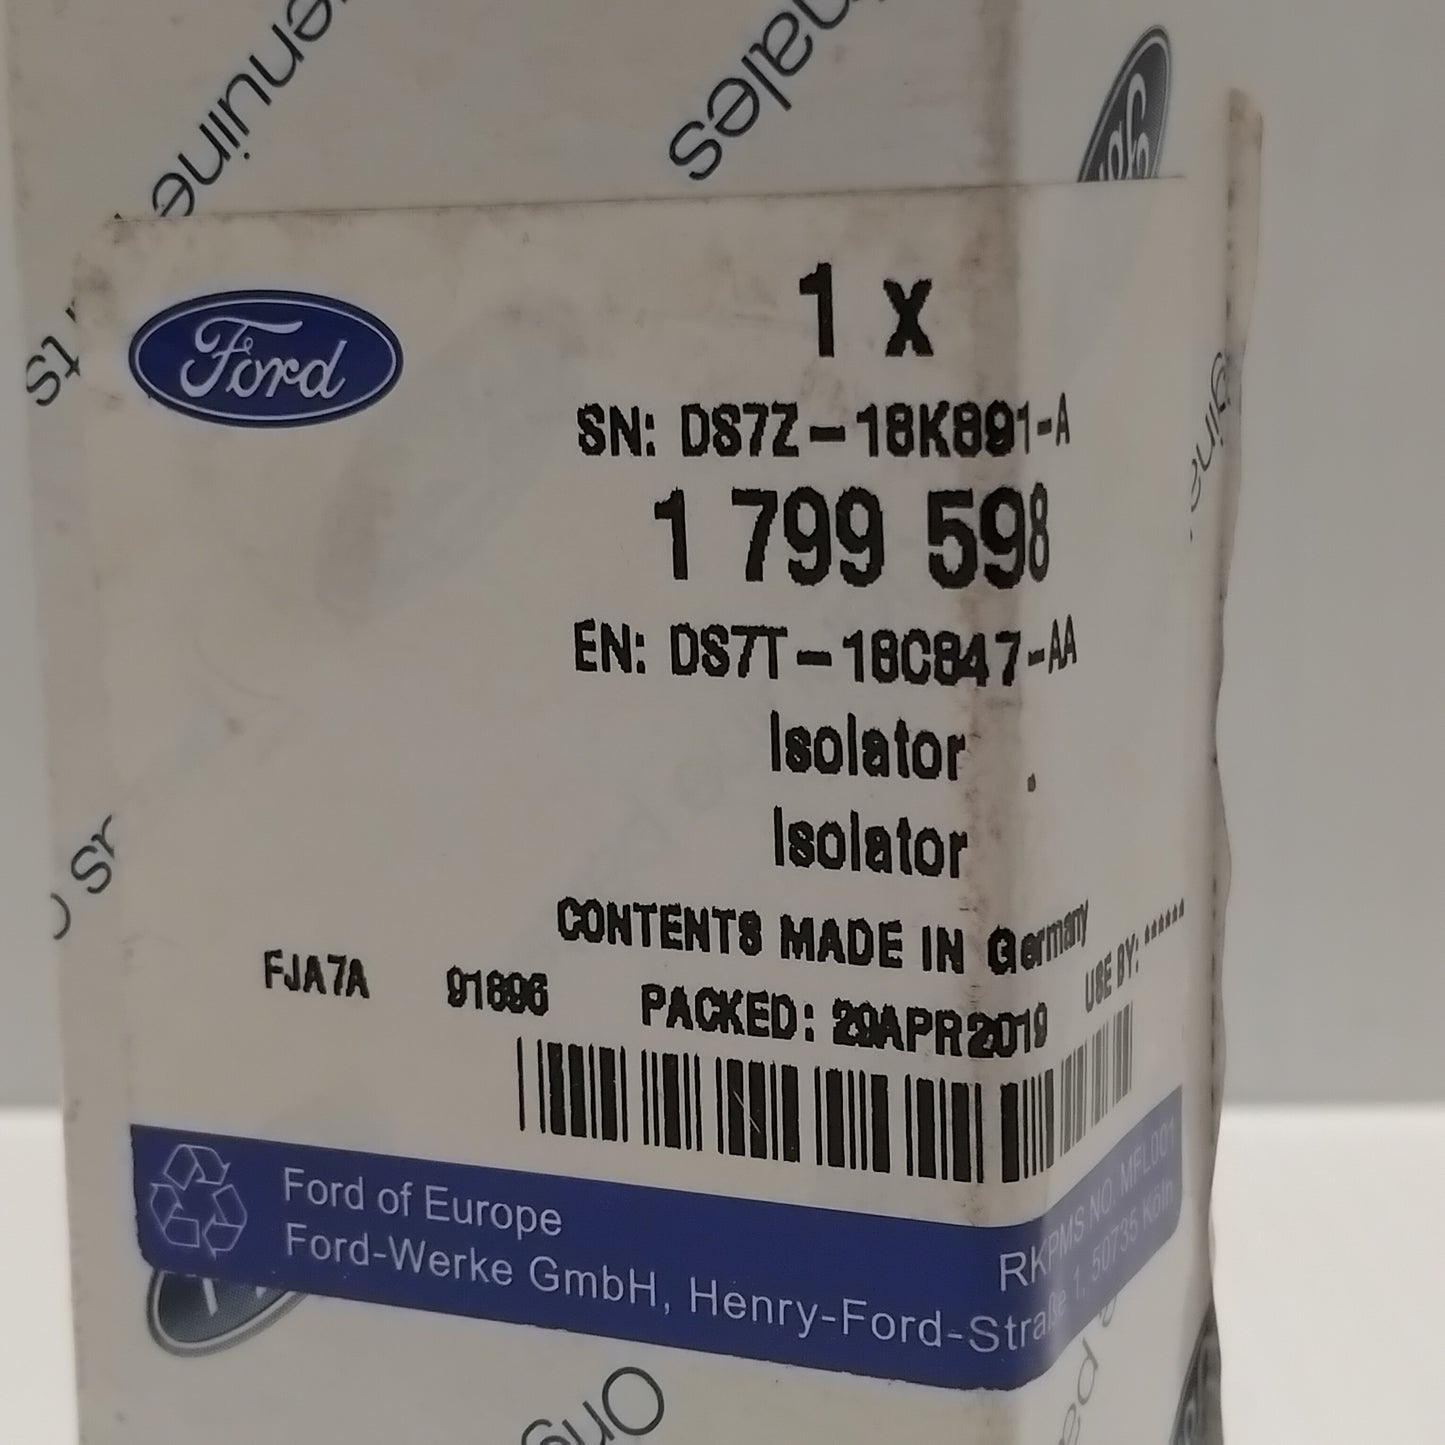 enuine
Ford
1 x
SN: DS7Z-18K891-A
1 799 598
EN: DS7T-18C847-AA
Isolator
Isolator
CONTENTS MADE IN Germany
FJA7A 91896 PACKED: 29APR2019 USE BY: ******
RKPMS NO. MFL001
Ford of Europe
Ford-Werke GmbH, Henry-Ford-Straße 1, 50735 Köln